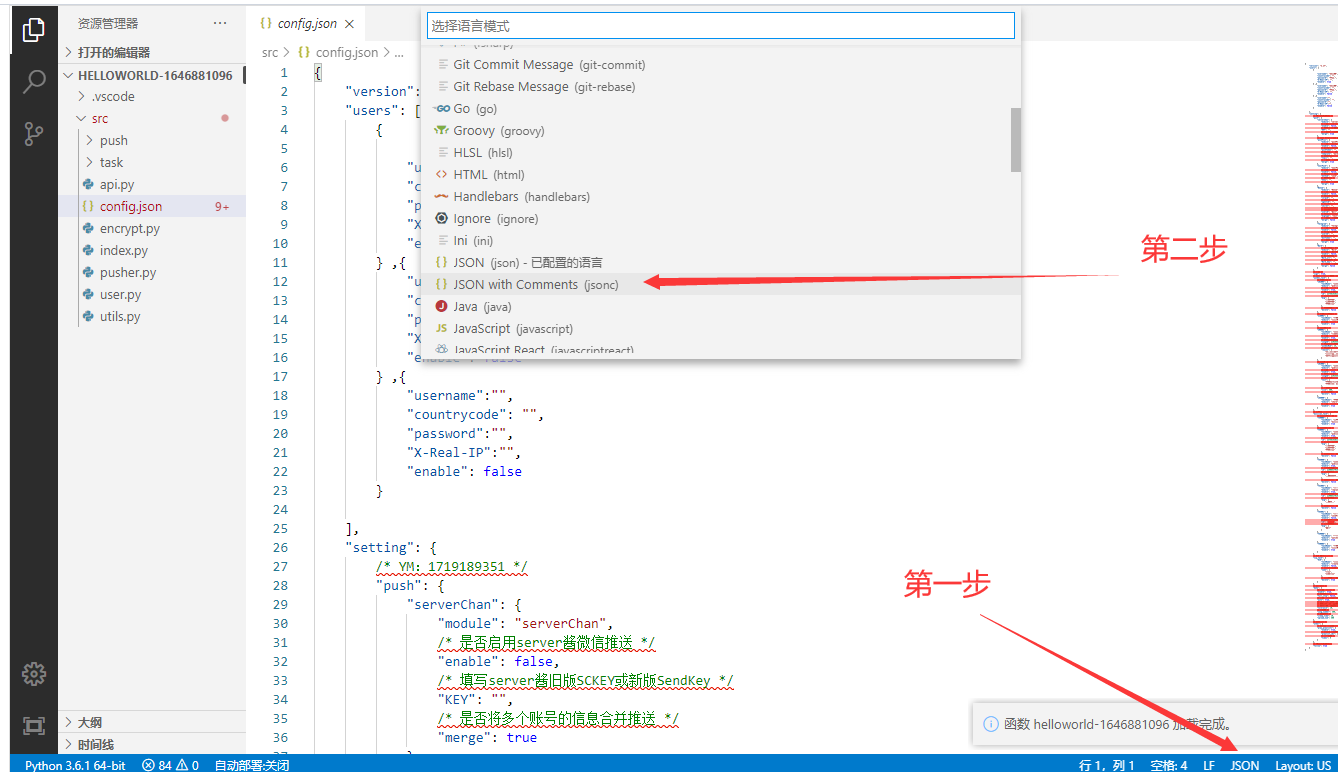 资源管理器
···
config.json
选择语言模式
打开的编辑器
src > config.json > ...
HELLOWORLD-1646881096
.vscode
src
push
task
api.py
config.json 9+
encrypt.py
index.py
pusher.py
user.py
utils.py
Git Commit Message (git-commit)
Git Rebase Message (git-rebase)
Go (go)
Groovy (groovy)
HLSL (hlsl)
HTML (html)
Handlebars (handlebars)
Ignore (ignore)
Ini (ini)
JSON (json) - 已配置的语言
JSON with Comments (jsonc)
Java (java)
JS JavaScript (javascript)
JavaScript React (javascriptreact)
第二步
1 {
2 "version":
3 "users": [
4 {
5
6 "u
7 "c
8 "p
9 "X
10 "e
11 } ,{
12 "u
13 "c
14 "p
15 "X
16
17 } ,{
18 "username":"",
19 "countrycode": "",
20 "password":"",
21 "X-Real-IP":"",
22 "enable": false
23 }
24
25 ],
26 "setting": {
27 /* YM: 1719189351 */
28 "push": {
29 "serverChan": {
30 "module": "serverChan",
31 /* 是否启用server酱微信推送 */
32 "enable": false,
33 /* 填写server酱旧版SCKEY或新版SendKey */
34 "KEY": "",
35 /* 是否将多个账号的信息合并推送 */
36 "merge": true
第一步
函数 helloworld-1646881096 加载完成。
大纲
时间线
Python 3.6.1 64-bit
84
0
自动部署:关闭
行 1，列 1
空格: 4
LF
JSON
Layout: US